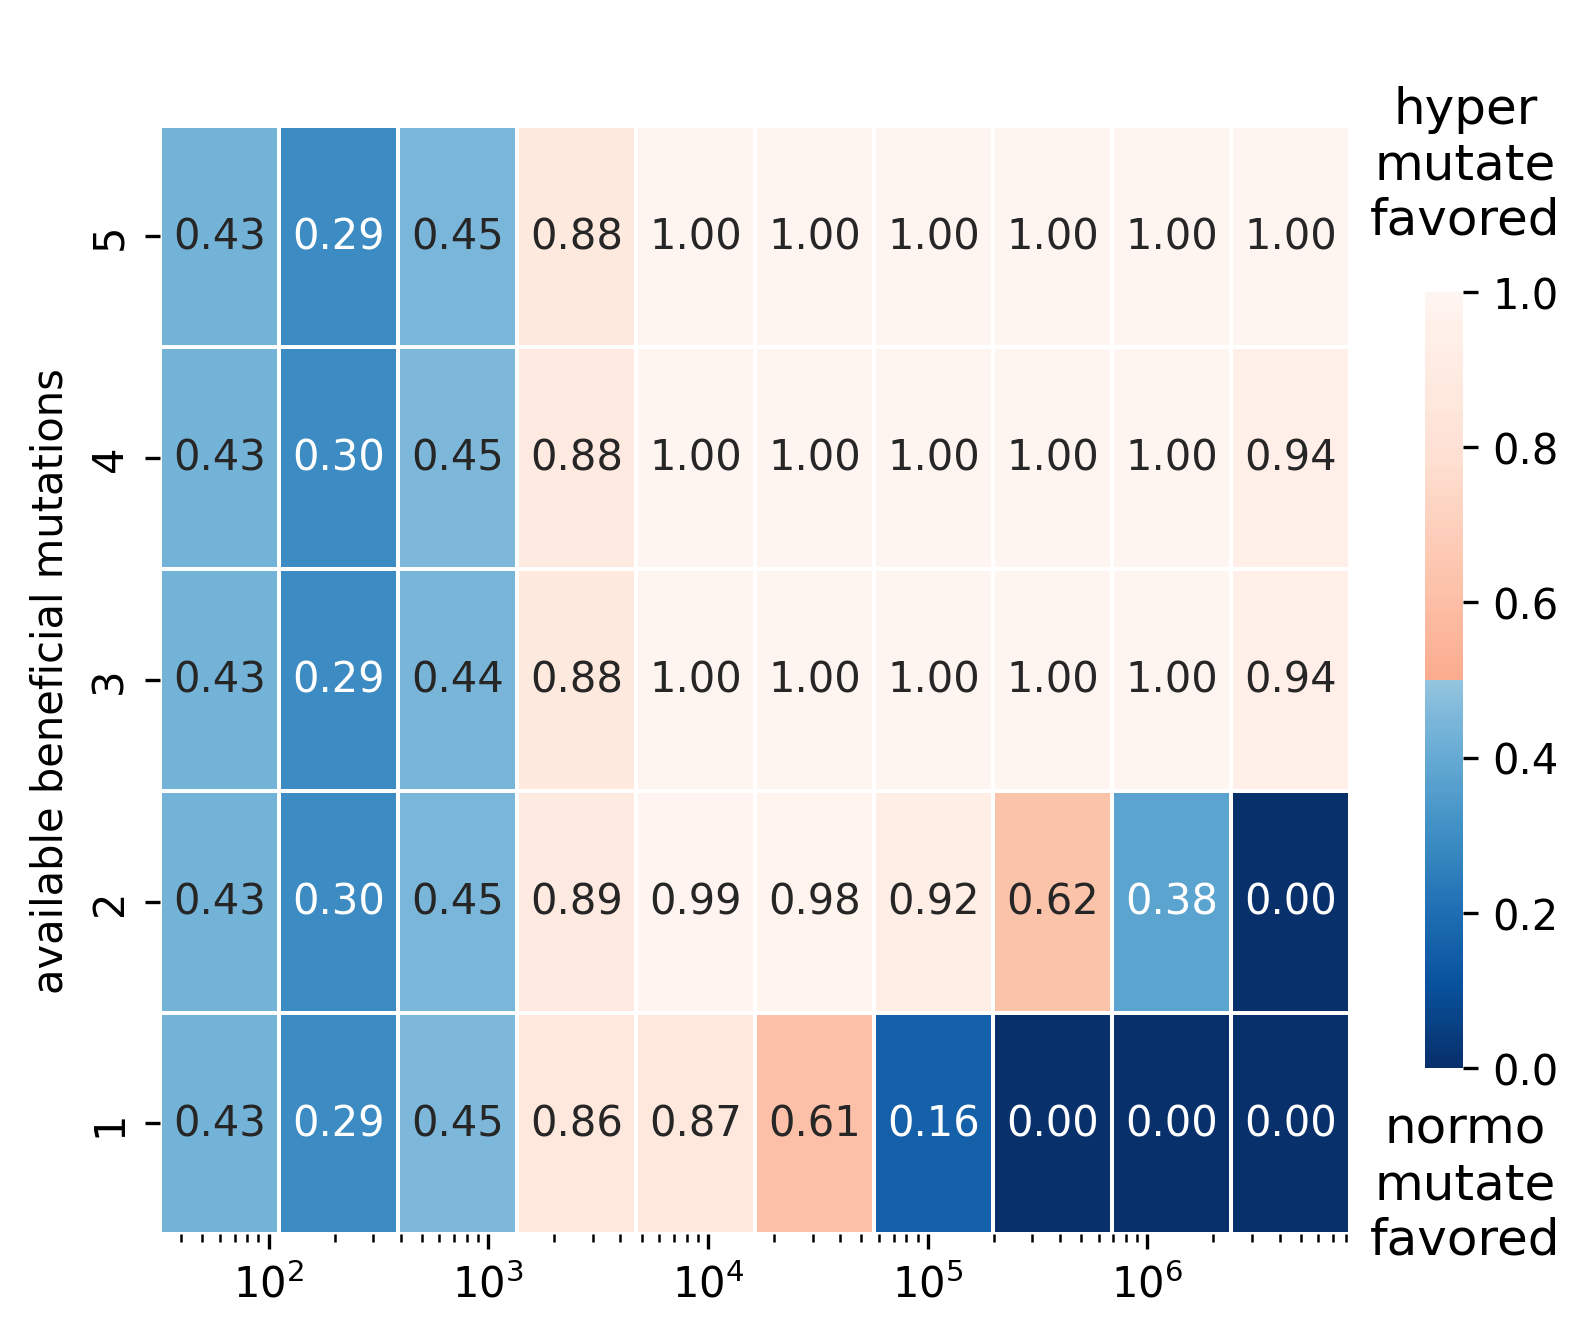 hyper
mutate
favored
available beneficial mutations
5
0.43 0.29 0.45 0.88 1.00 1.00 1.00 1.00 1.00 1.00
4
0.43 0.30 0.45 0.88 1.00 1.00 1.00 1.00 1.00 0.94
3
0.43 0.29 0.44 0.88 1.00 1.00 1.00 1.00 1.00 0.94
2
0.43 0.30 0.45 0.89 0.99 0.98 0.92 0.62 0.38 0.00
1
0.43 0.29 0.45 0.86 0.87 0.61 0.16 0.00 0.00 0.00
10² 10³ 10⁴ 10⁵ 10⁶
1.0
0.8
0.6
0.4
0.2
0.0
normo
mutate
favored